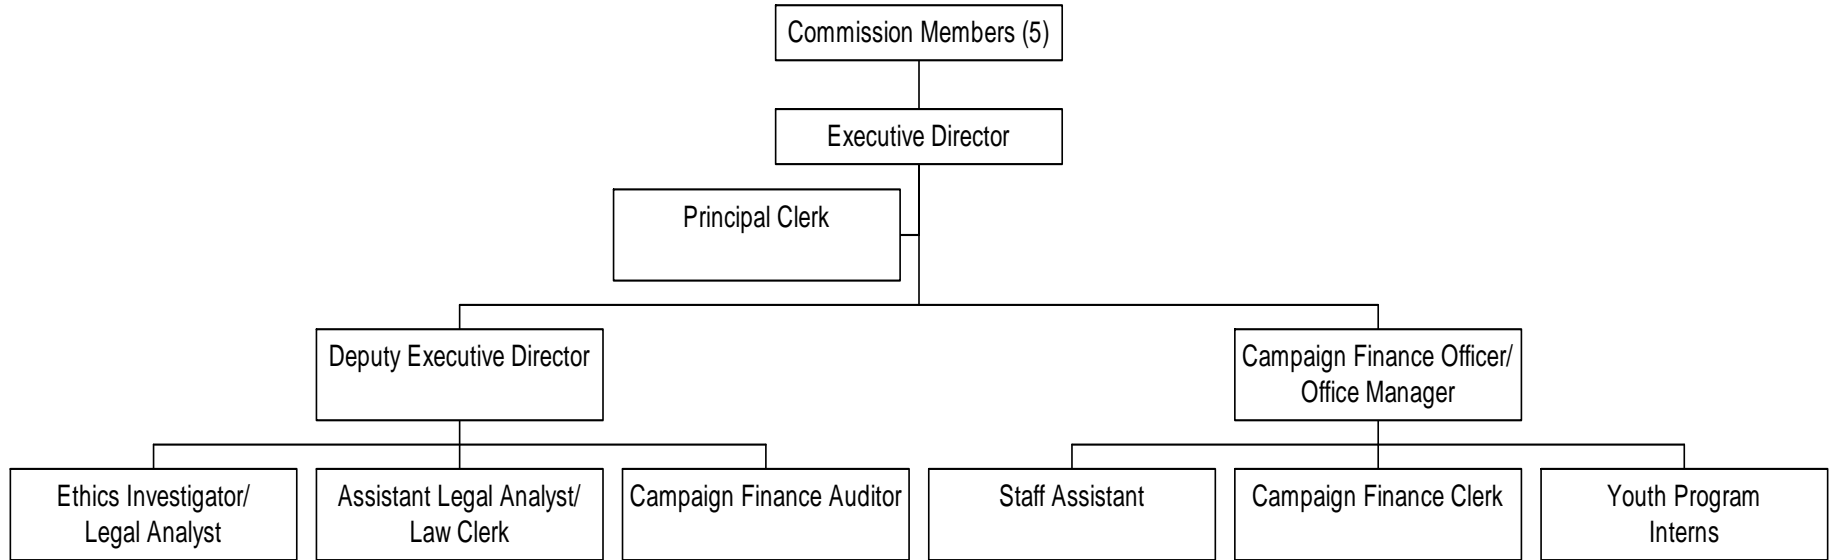 Commission Members (5)
Executive Director
Principal Clerk
Deputy Executive Director
Campaign Finance Officer/
Office Manager
Ethics Investigator/
Legal Analyst
Assistant Legal Analyst/
Law Clerk
Campaign Finance Auditor
Staff Assistant
Campaign Finance Clerk
Youth Program
Interns